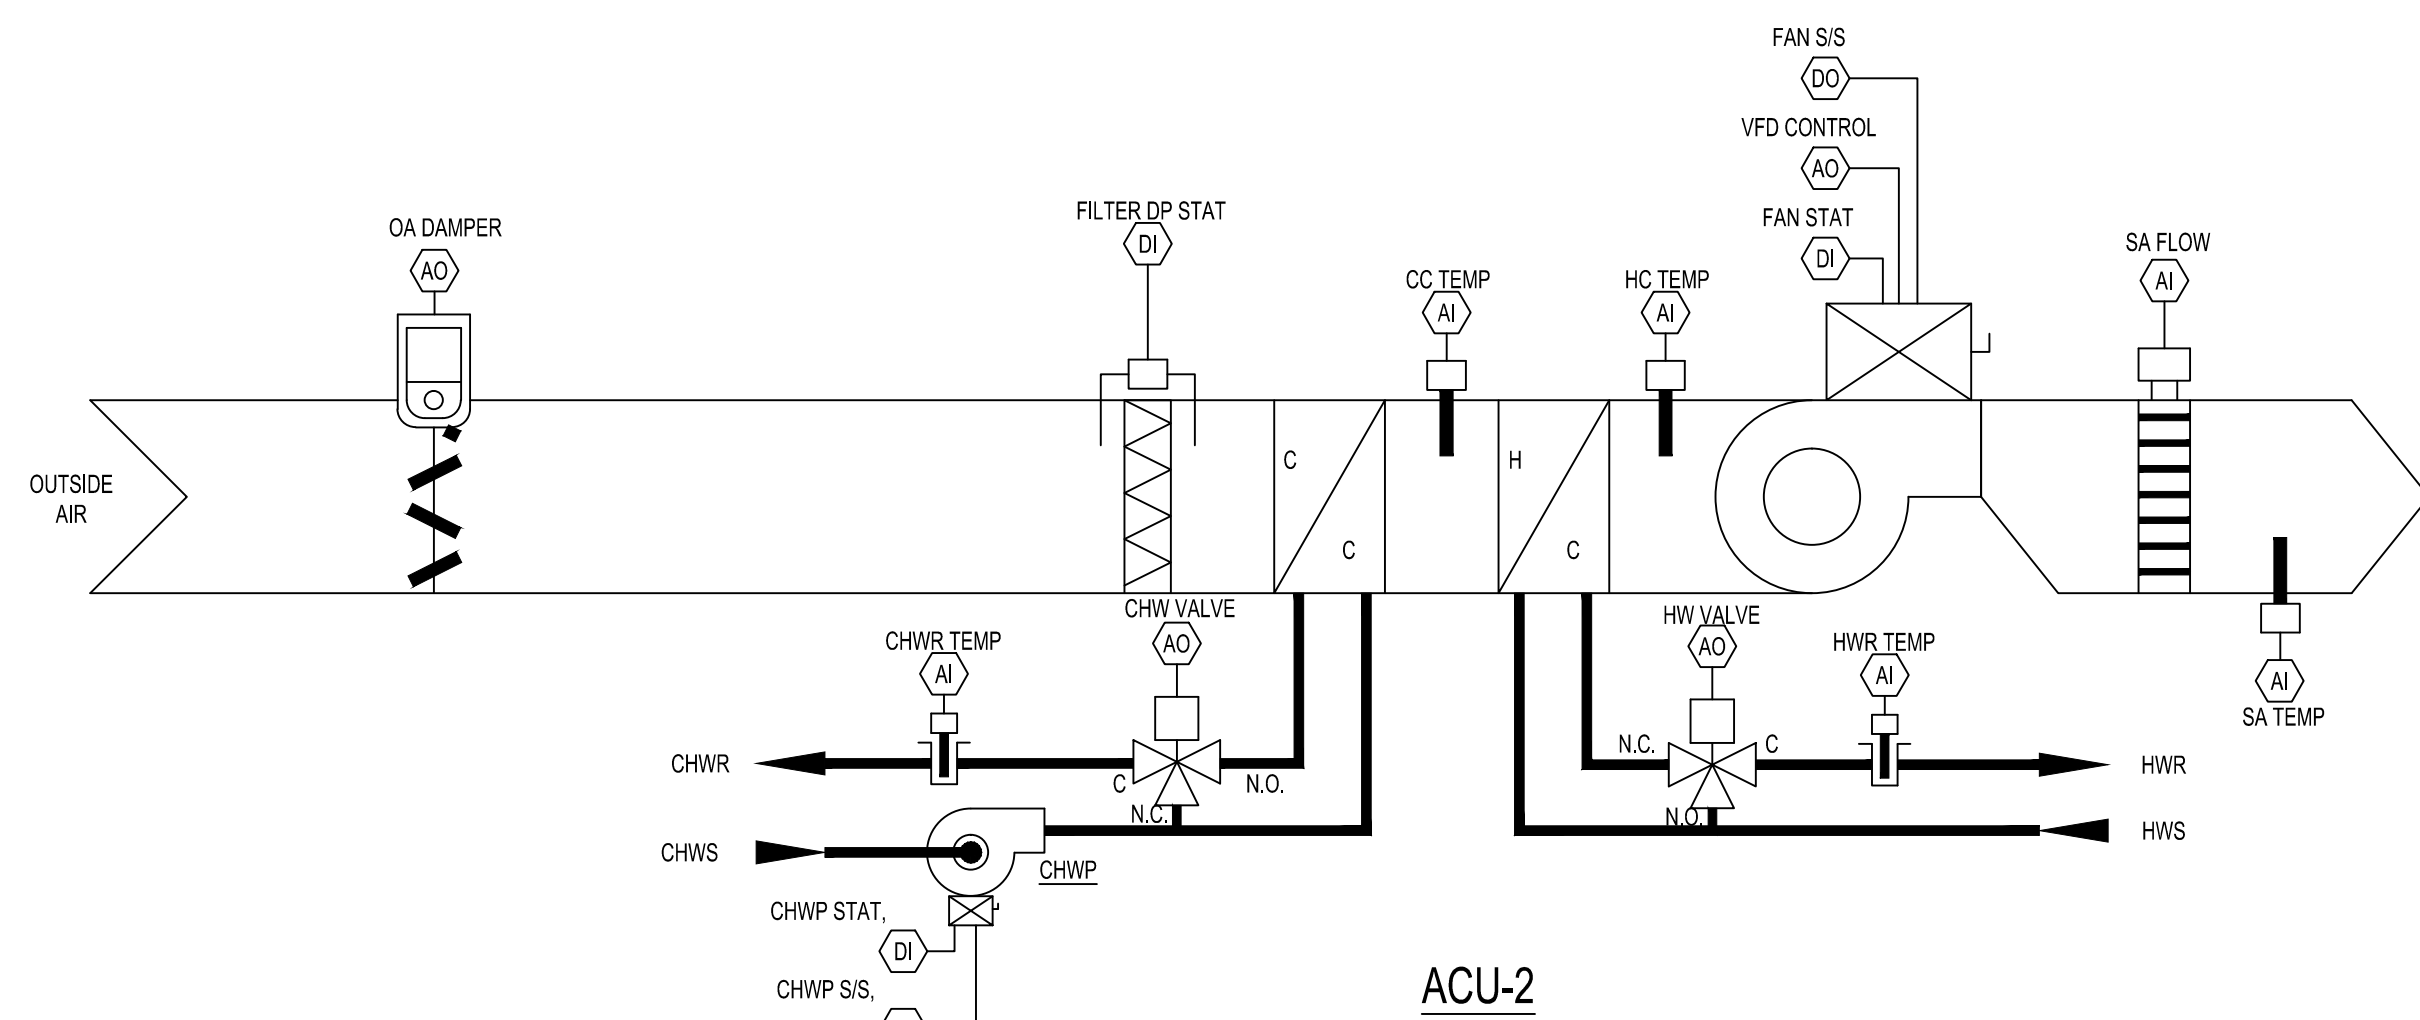 FAN S/S
DO
VFD CONTROL
AO
FAN STAT
DI
FILTER DP STAT
DI
OA DAMPER
AO
SA FLOW
AI
CC TEMP
AI
HC TEMP
AI
OUTSIDE
AIR
C
C
H
C
CHW VALVE
AO
CHWR TEMP
AI
HW VALVE
AO
HWR TEMP
AI
AI
SA TEMP
CHWR
C
N.O.
N.C.
N.C.
C
N.O.
HWR
CHWS
CHWP
HWS
CHWP STAT,
DI
CHWP S/S,
ACU-2